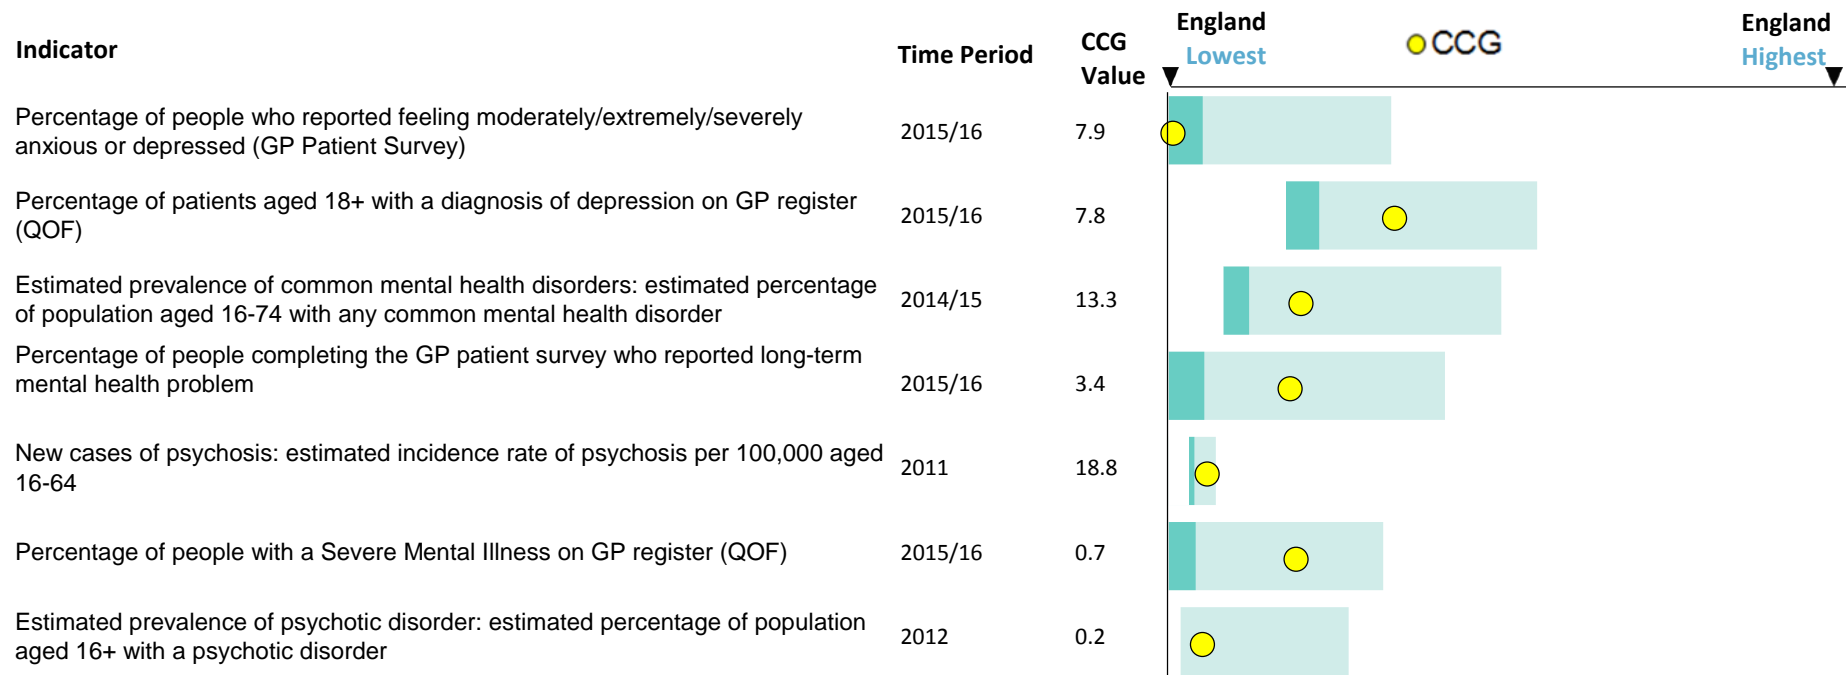 Indicator
Time Period
CCG
Value
England
Lowest
CCG
England
Highest
Percentage of people who reported feeling moderately/extremely/severely
anxious or depressed (GP Patient Survey)
2015/16
7.9
Percentage of patients aged 18+ with a diagnosis of depression on GP register
(QOF)
2015/16
7.8
Estimated prevalence of common mental health disorders: estimated percentage
of population aged 16-74 with any common mental health disorder
2014/15
13.3
Percentage of people completing the GP patient survey who reported long-term
mental health problem
2015/16
3.4
New cases of psychosis: estimated incidence rate of psychosis per 100,000 aged
16-64
2011
18.8
Percentage of people with a Severe Mental Illness on GP register (QOF)
2015/16
0.7
Estimated prevalence of psychotic disorder: estimated percentage of population
aged 16+ with a psychotic disorder
2012
0.2